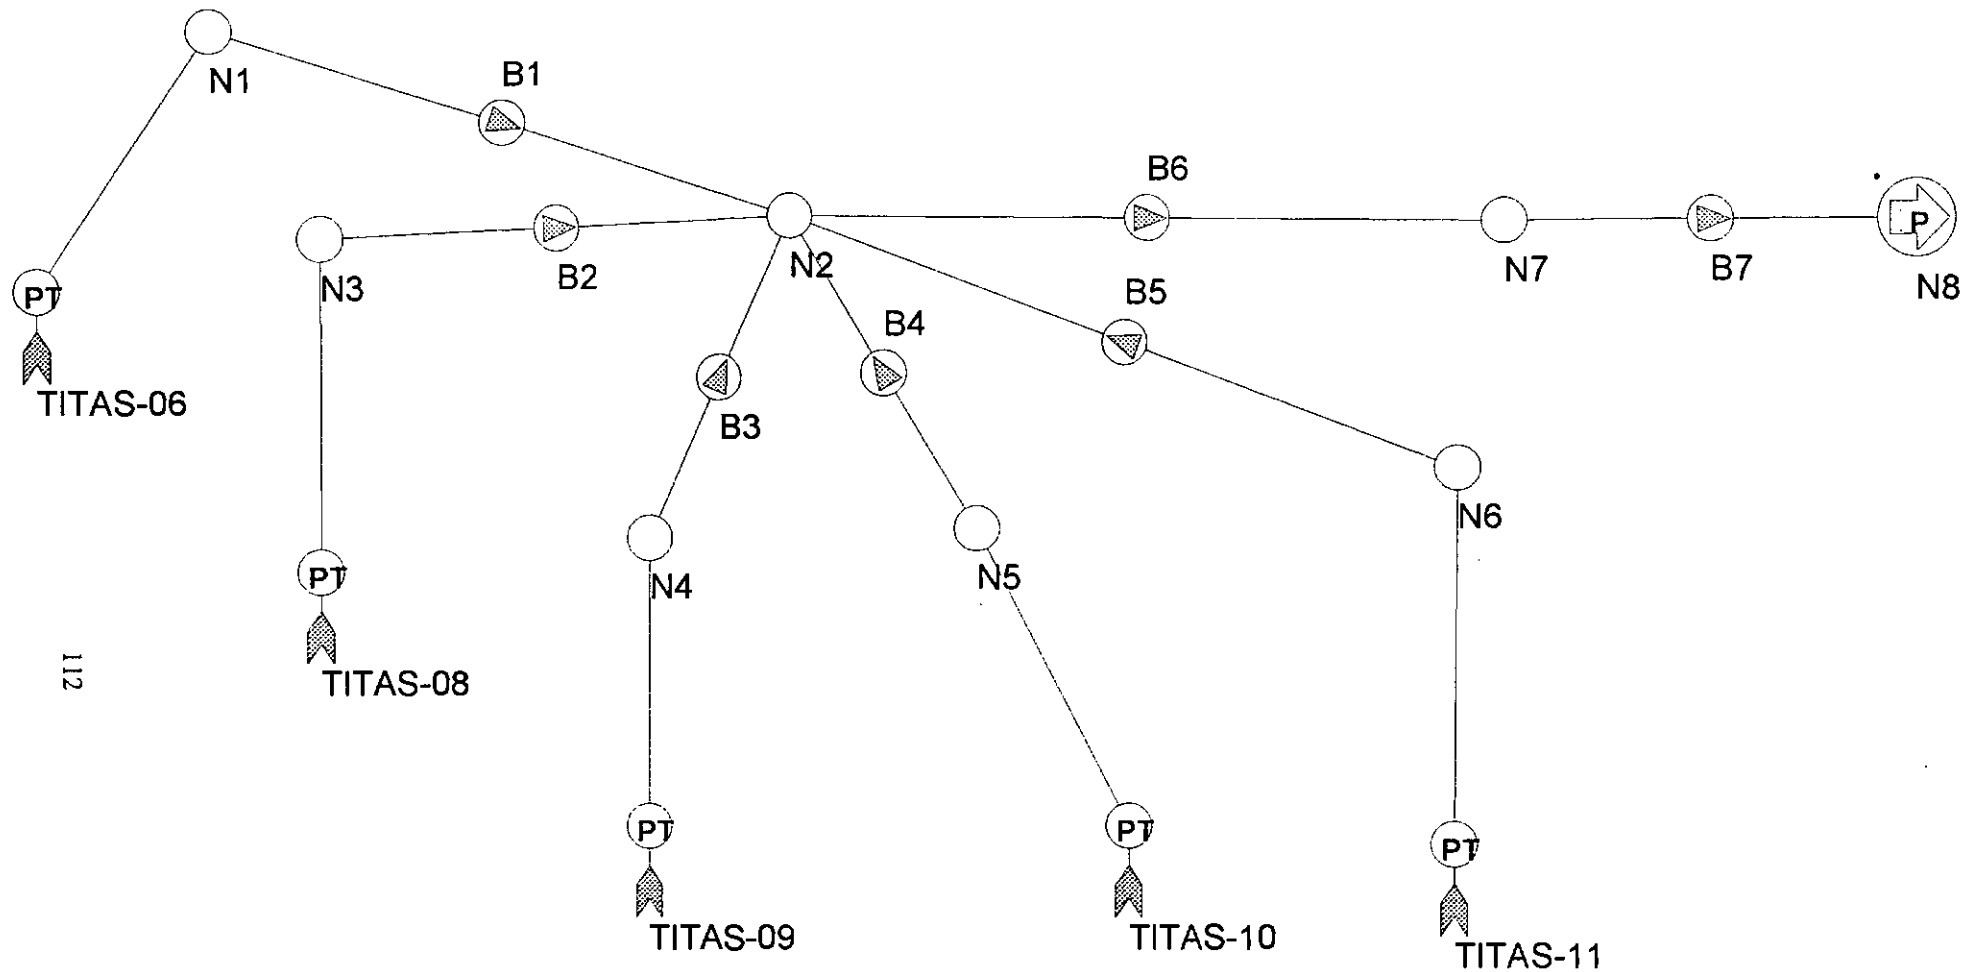 N1
B1
B6
P
N8
N3
B2
N2
N7
B7
PT
TITAS-06
B5
B4
B3
N6
PT
TITAS-08
N4
N5
112
PT
TITAS-09
PT
TITAS-10
PT
TITAS-11